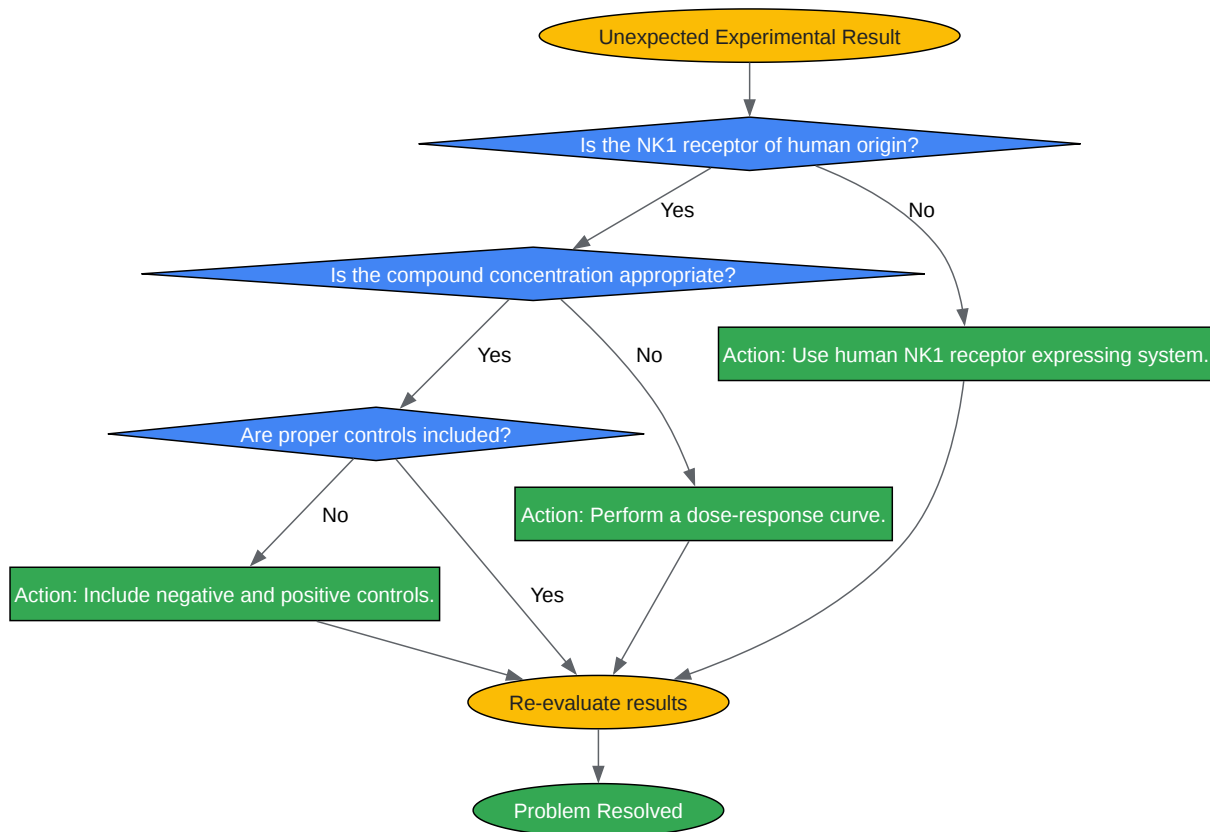 Unexpected Experimental Result
Is the NK1 receptor of human origin?
Yes
No
Is the compound concentration appropriate?
Yes
No
Action: Use human NK1 receptor expressing system.
Are proper controls included?
No
Yes
Action: Perform a dose-response curve.
Action: Include negative and positive controls.
Re-evaluate results
Problem Resolved